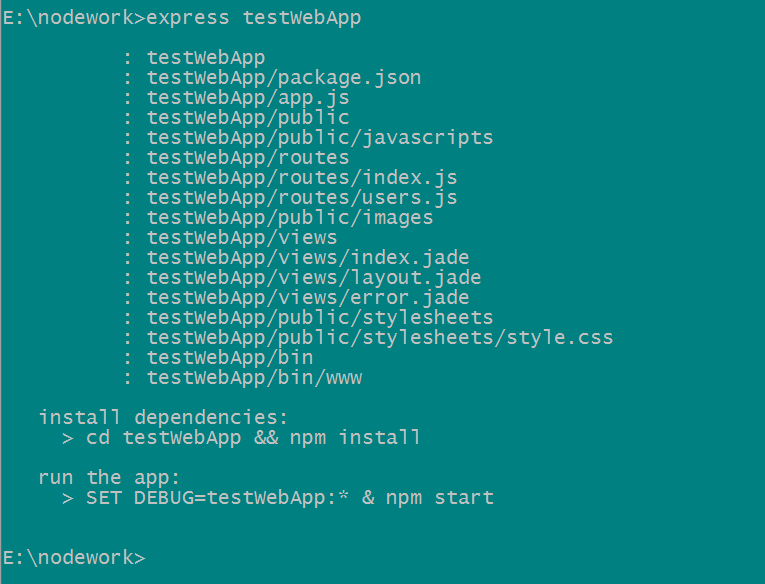 E:\nodework>express testWebApp
: testWebApp
: testWebApp/package.json
: testWebApp/app.js
: testWebApp/public
: testWebApp/public/javascripts
: testWebApp/routes
: testWebApp/routes/index.js
: testWebApp/routes/users.js
: testWebApp/public/images
: testWebApp/views
: testWebApp/views/index.jade
: testWebApp/views/layout.jade
: testWebApp/views/error.jade
: testWebApp/public/stylesheets
: testWebApp/public/stylesheets/style.css
: testWebApp/bin
: testWebApp/bin/www
install dependencies:
> cd testWebApp && npm install
run the app:
> SET DEBUG=testWebApp:* & npm start
E:\nodework>